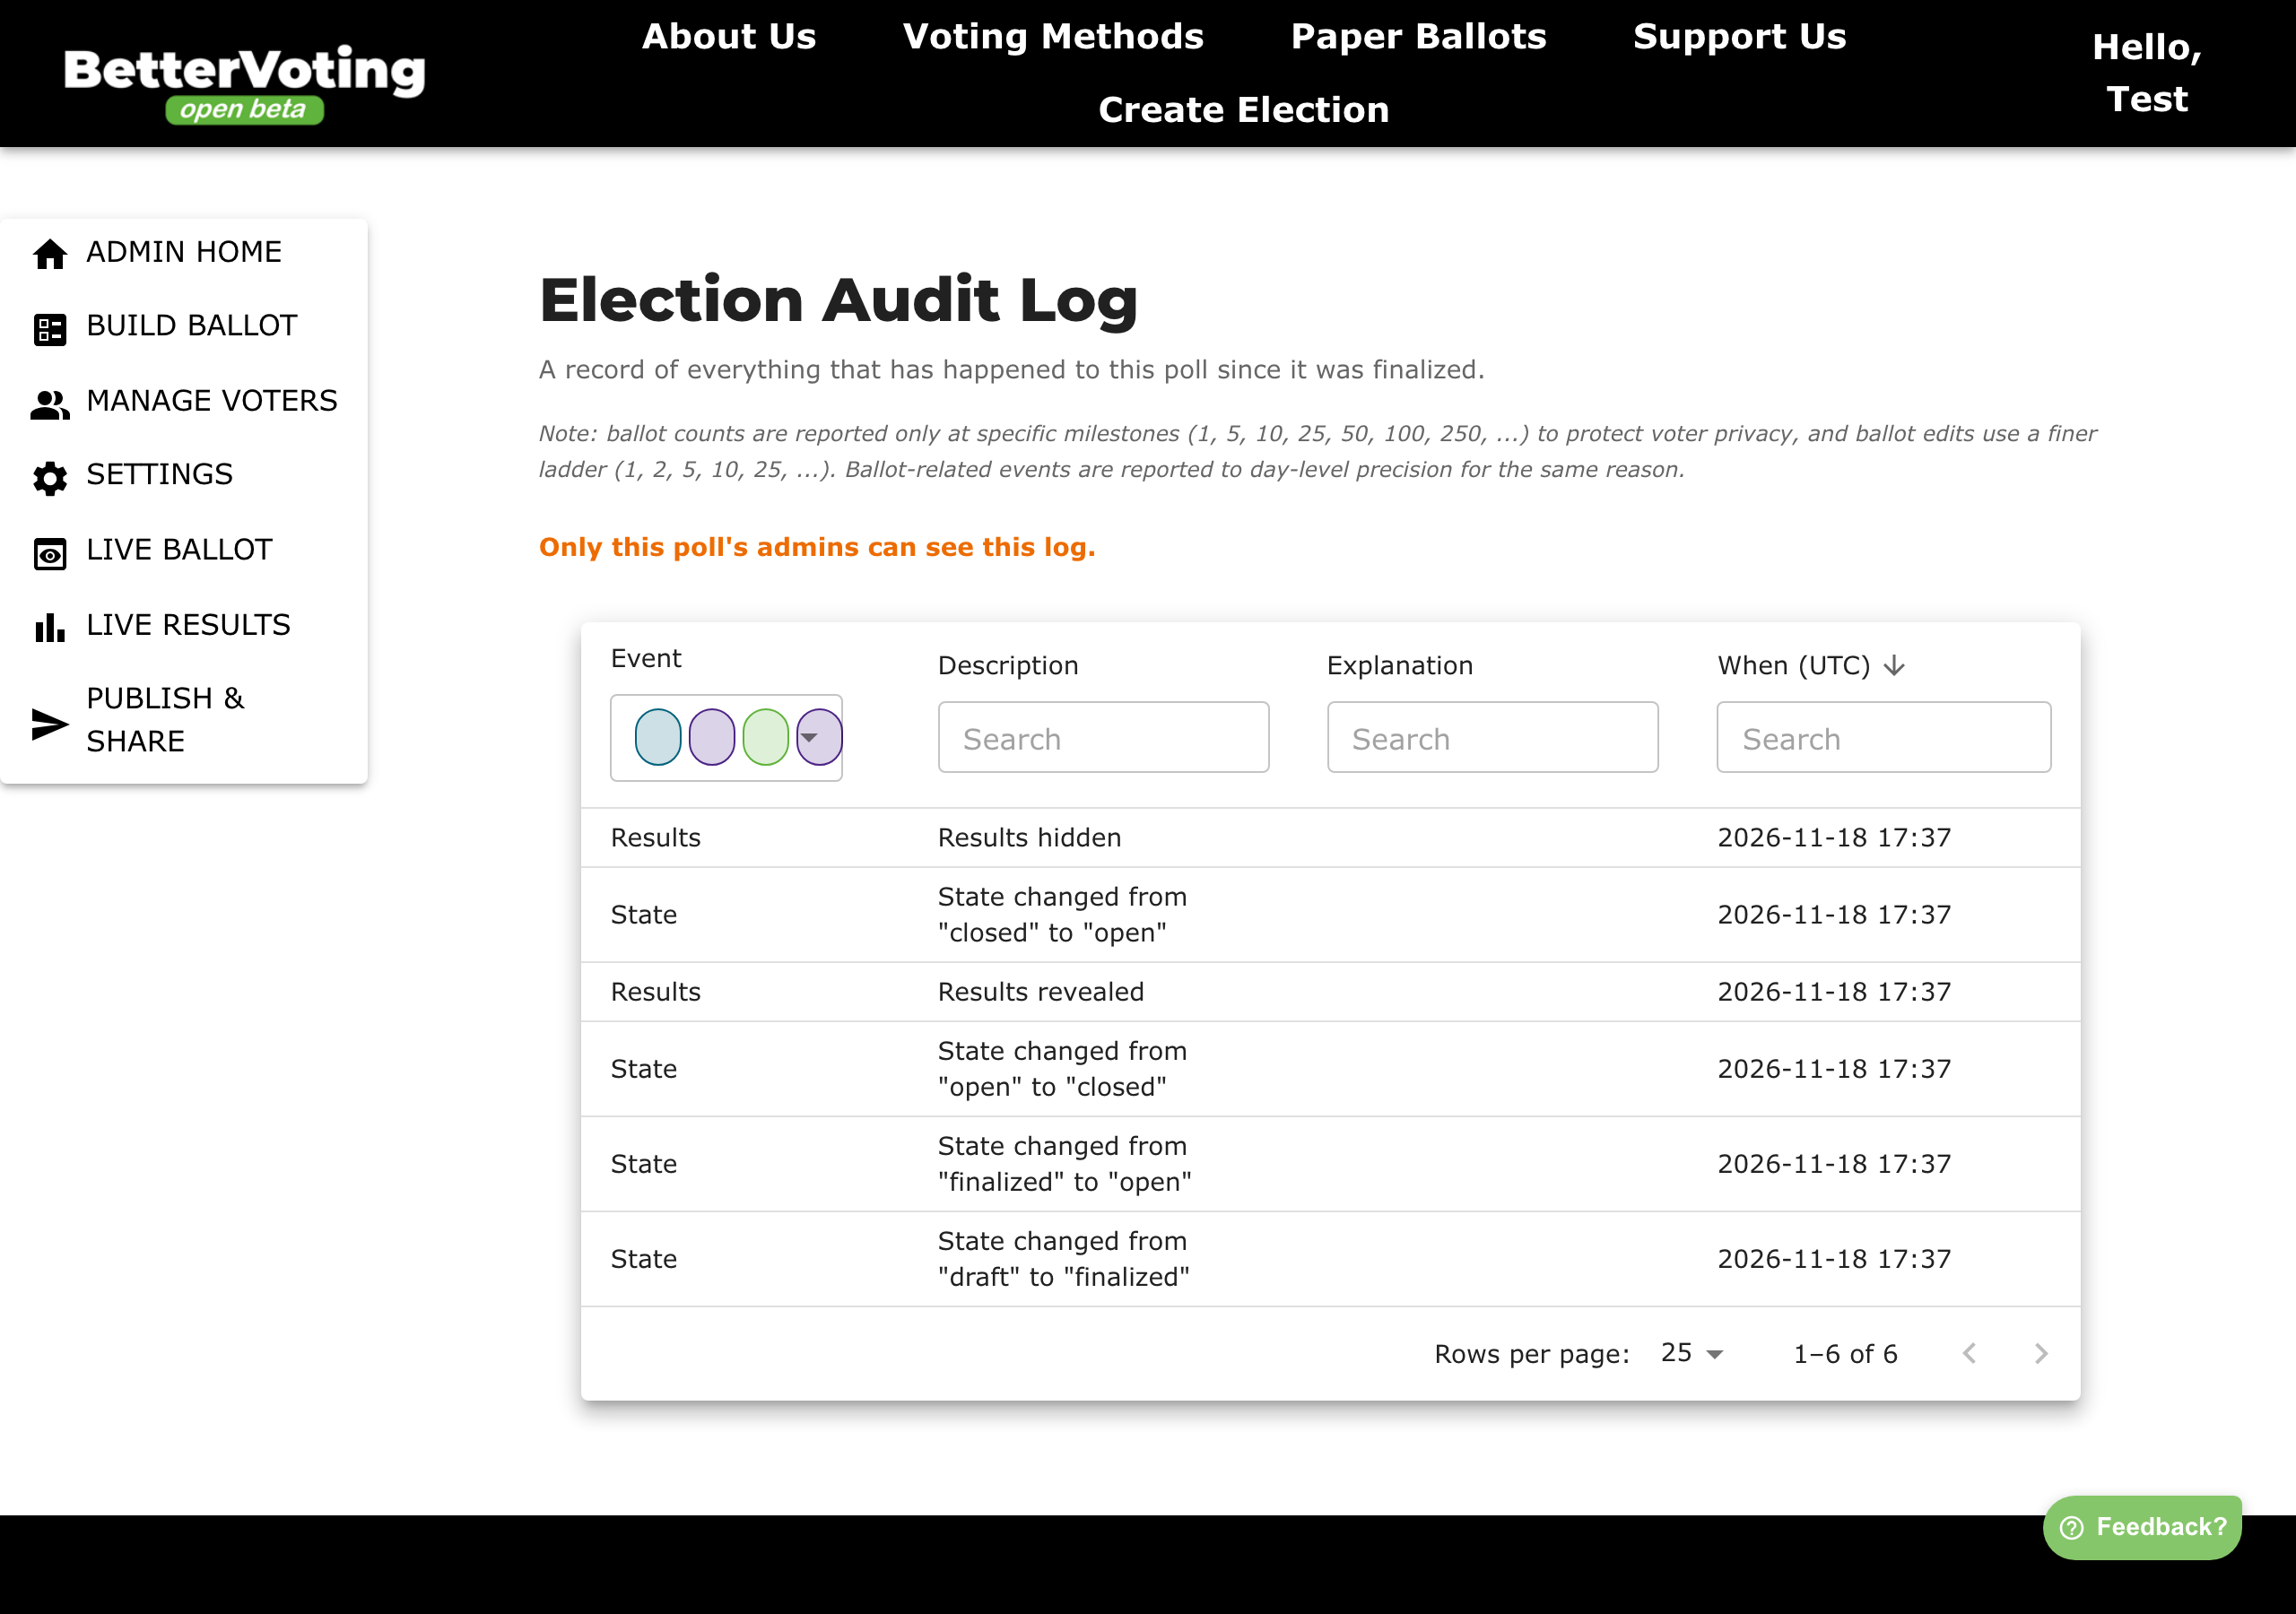 BetterVoting
open beta
About Us
Voting Methods
Paper Ballots
Support Us
Create Election
Hello,
Test
ADMIN HOME
BUILD BALLOT
MANAGE VOTERS
SETTINGS
LIVE BALLOT
LIVE RESULTS
PUBLISH &
SHARE
Election Audit Log
A record of everything that has happened to this poll since it was finalized.
Note: ballot counts are reported only at specific milestones (1, 5, 10, 25, 50, 100, 250, ...) to protect voter privacy, and ballot edits use a finer
ladder (1, 2, 5, 10, 25, ...). Ballot-related events are reported to day-level precision for the same reason.
Only this poll's admins can see this log.
Event
Description
Explanation
When (UTC)
Search
Search
Search
Results
Results hidden
2026-11-18 17:37
State
State changed from
"closed" to "open"
2026-11-18 17:37
Results
Results revealed
2026-11-18 17:37
State
State changed from
"open" to "closed"
2026-11-18 17:37
State
State changed from
"finalized" to "open"
2026-11-18 17:37
State
State changed from
"draft" to "finalized"
2026-11-18 17:37
Rows per page:
25
1–6 of 6
Feedback?